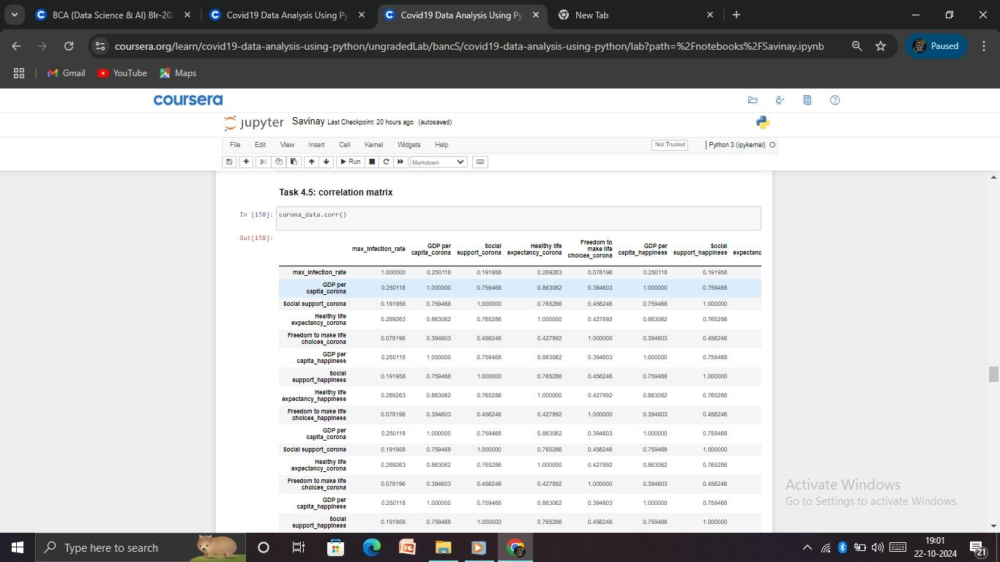 BCA (Data Science & AI) Blr-202
Covid19 Data Analysis Using Py
Covid19 Data Analysis Using Py
New Tab
coursera.org/learn/covid19-data-analysis-using-python/ungradedLab/bancS/covid19-data-analysis-using-python/lab?path=%2Fnotebooks%2FSavinay.ipynb
Paused
Gmail YouTube Maps
coursera
jupyter Savinay Last Checkpoint: 20 hours ago (autosaved)
File Edit View Insert Cell Kernel Widgets Help Not Trusted Python 3 (ipykernel)
Run Markdown
Task 4.5: correlation matrix
In [158]: corona_data.corr()
Out[158]:
max_infection_rate GDP per capita_corona Social support_corona Healthy life expectancy_corona Freedom to make life choices_corona GDP per capita_happiness Social support_happiness expectanc
max_infection_rate 1.000000 0.250118 0.191958 0.289263 0.078196 0.250118 0.191958
GDP per capita_corona 0.250118 1.000000 0.759468 0.863062 0.394603 1.000000 0.759468
Social support_corona 0.191958 0.759468 1.000000 0.765286 0.456246 0.759468 1.000000
Healthy life expectancy_corona 0.289263 0.863062 0.765286 1.000000 0.427892 0.863062 0.765286
Freedom to make life choices_corona 0.078196 0.394603 0.456246 0.427892 1.000000 0.394603 0.456246
GDP per capita_happiness 0.250118 1.000000 0.759468 0.863062 0.394603 1.000000 0.759468
Social support_happiness 0.191958 0.759468 1.000000 0.765286 0.456246 0.759468 1.000000
Healthy life expectancy_happiness 0.289263 0.863062 0.765286 1.000000 0.427892 0.863062 0.765286
Freedom to make life choices_happiness 0.078196 0.394603 0.456246 0.427892 1.000000 0.394603 0.456246
GDP per capita_corona 0.250118 1.000000 0.759468 0.863062 0.394603 1.000000 0.759468
Social support_corona 0.191958 0.759468 1.000000 0.765286 0.456246 0.759468 1.000000
Healthy life expectancy_corona 0.289263 0.863062 0.765286 1.000000 0.427892 0.863062 0.765286
Freedom to make life choices_corona 0.078196 0.394603 0.456246 0.427892 1.000000 0.394603 0.456246
GDP per capita_happiness 0.250118 1.000000 0.759468 0.863062 0.394603 1.000000 0.759468
Social support_happiness 0.191958 0.759468 1.000000 0.765286 0.456246 0.759468 1.000000
Activate Windows
Go to Settings to activate Windows.
Type here to search
19:01
22-10-2024
21